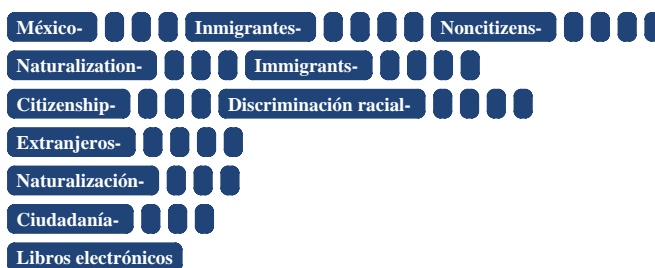 México- Inmigrantes- Noncitizens-
Naturalization- Immigrants-
Citizenship- Discriminación racial-
Extranjeros-
Naturalización-
Ciudadanía-
Libros electrónicos